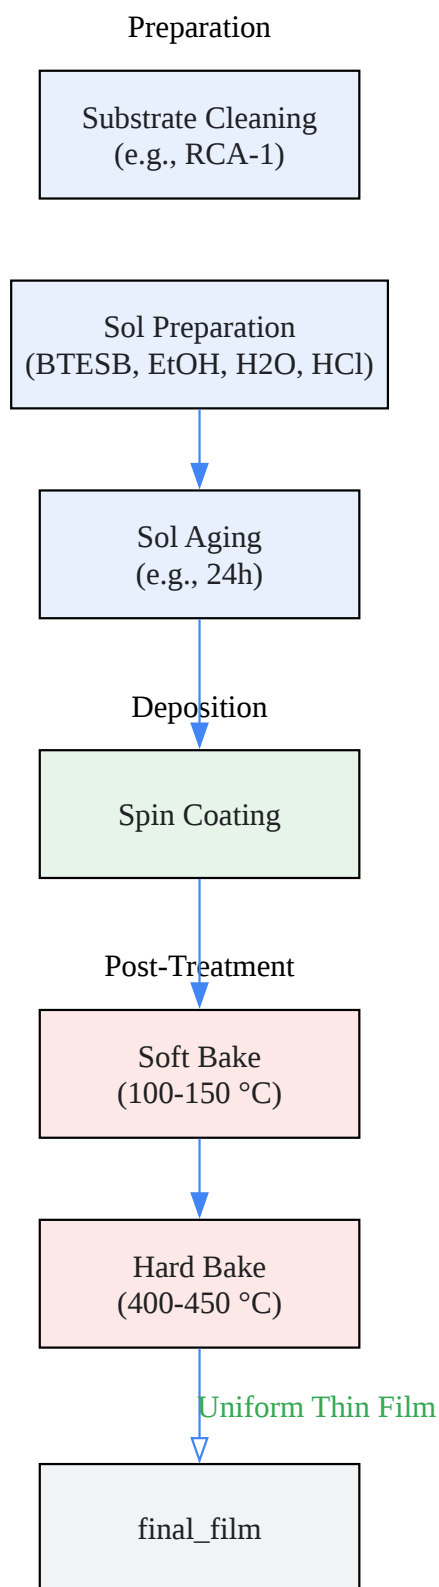 Preparation
Substrate Cleaning
(e.g., RCA-1)
Sol Preparation
(BTESB, EtOH, H2O, HCl)
Sol Aging
(e.g., 24h)
Deposition
Spin Coating
Post-Treatment
Soft Bake
(100-150 °C)
Hard Bake
(400-450 °C)
Uniform Thin Film
final_film